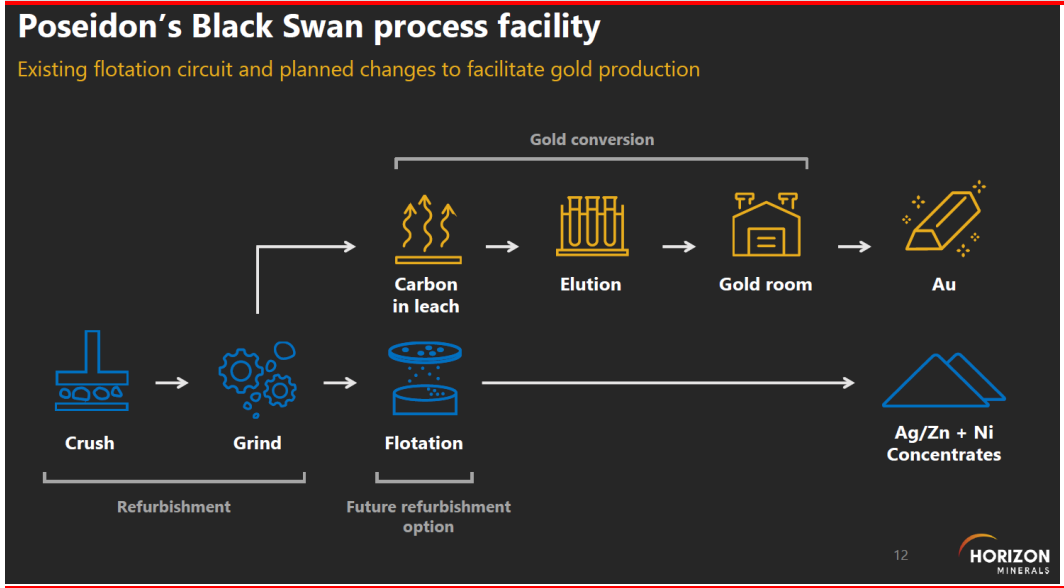 Poseidon's Black Swan process facility
Existing flotation circuit and planned changes to facilitate gold production
Gold conversion
Carbon
in leach
Elution
Gold room
Au
Crush
Grind
Flotation
Ag/Zn + Ni
Concentrates
Refurbishment
Future refurbishment
option
12
HORIZON
MINERALS